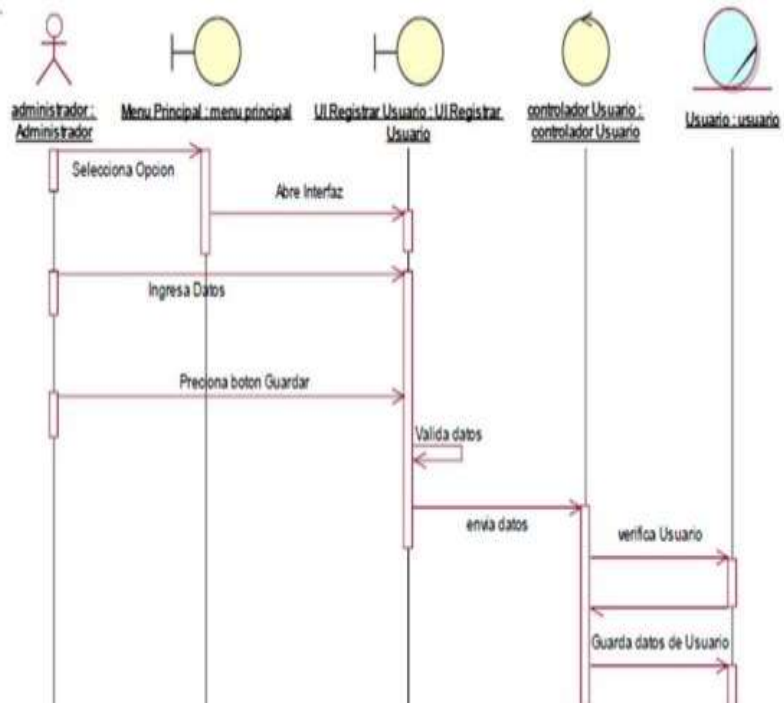 administrador :
Administrador
Menu Principal : menu principal
UI Registrar Usuario : UI Registrar
Usuario
controlador Usuario :
controlador Usuario
Usuario : usuario
Selecciona Opcion
Abre Interfaz
Ingresa Datos
Preciona boton Guardar
Valida datos
envia datos
verifica Usuario
Guarda datos de Usuario